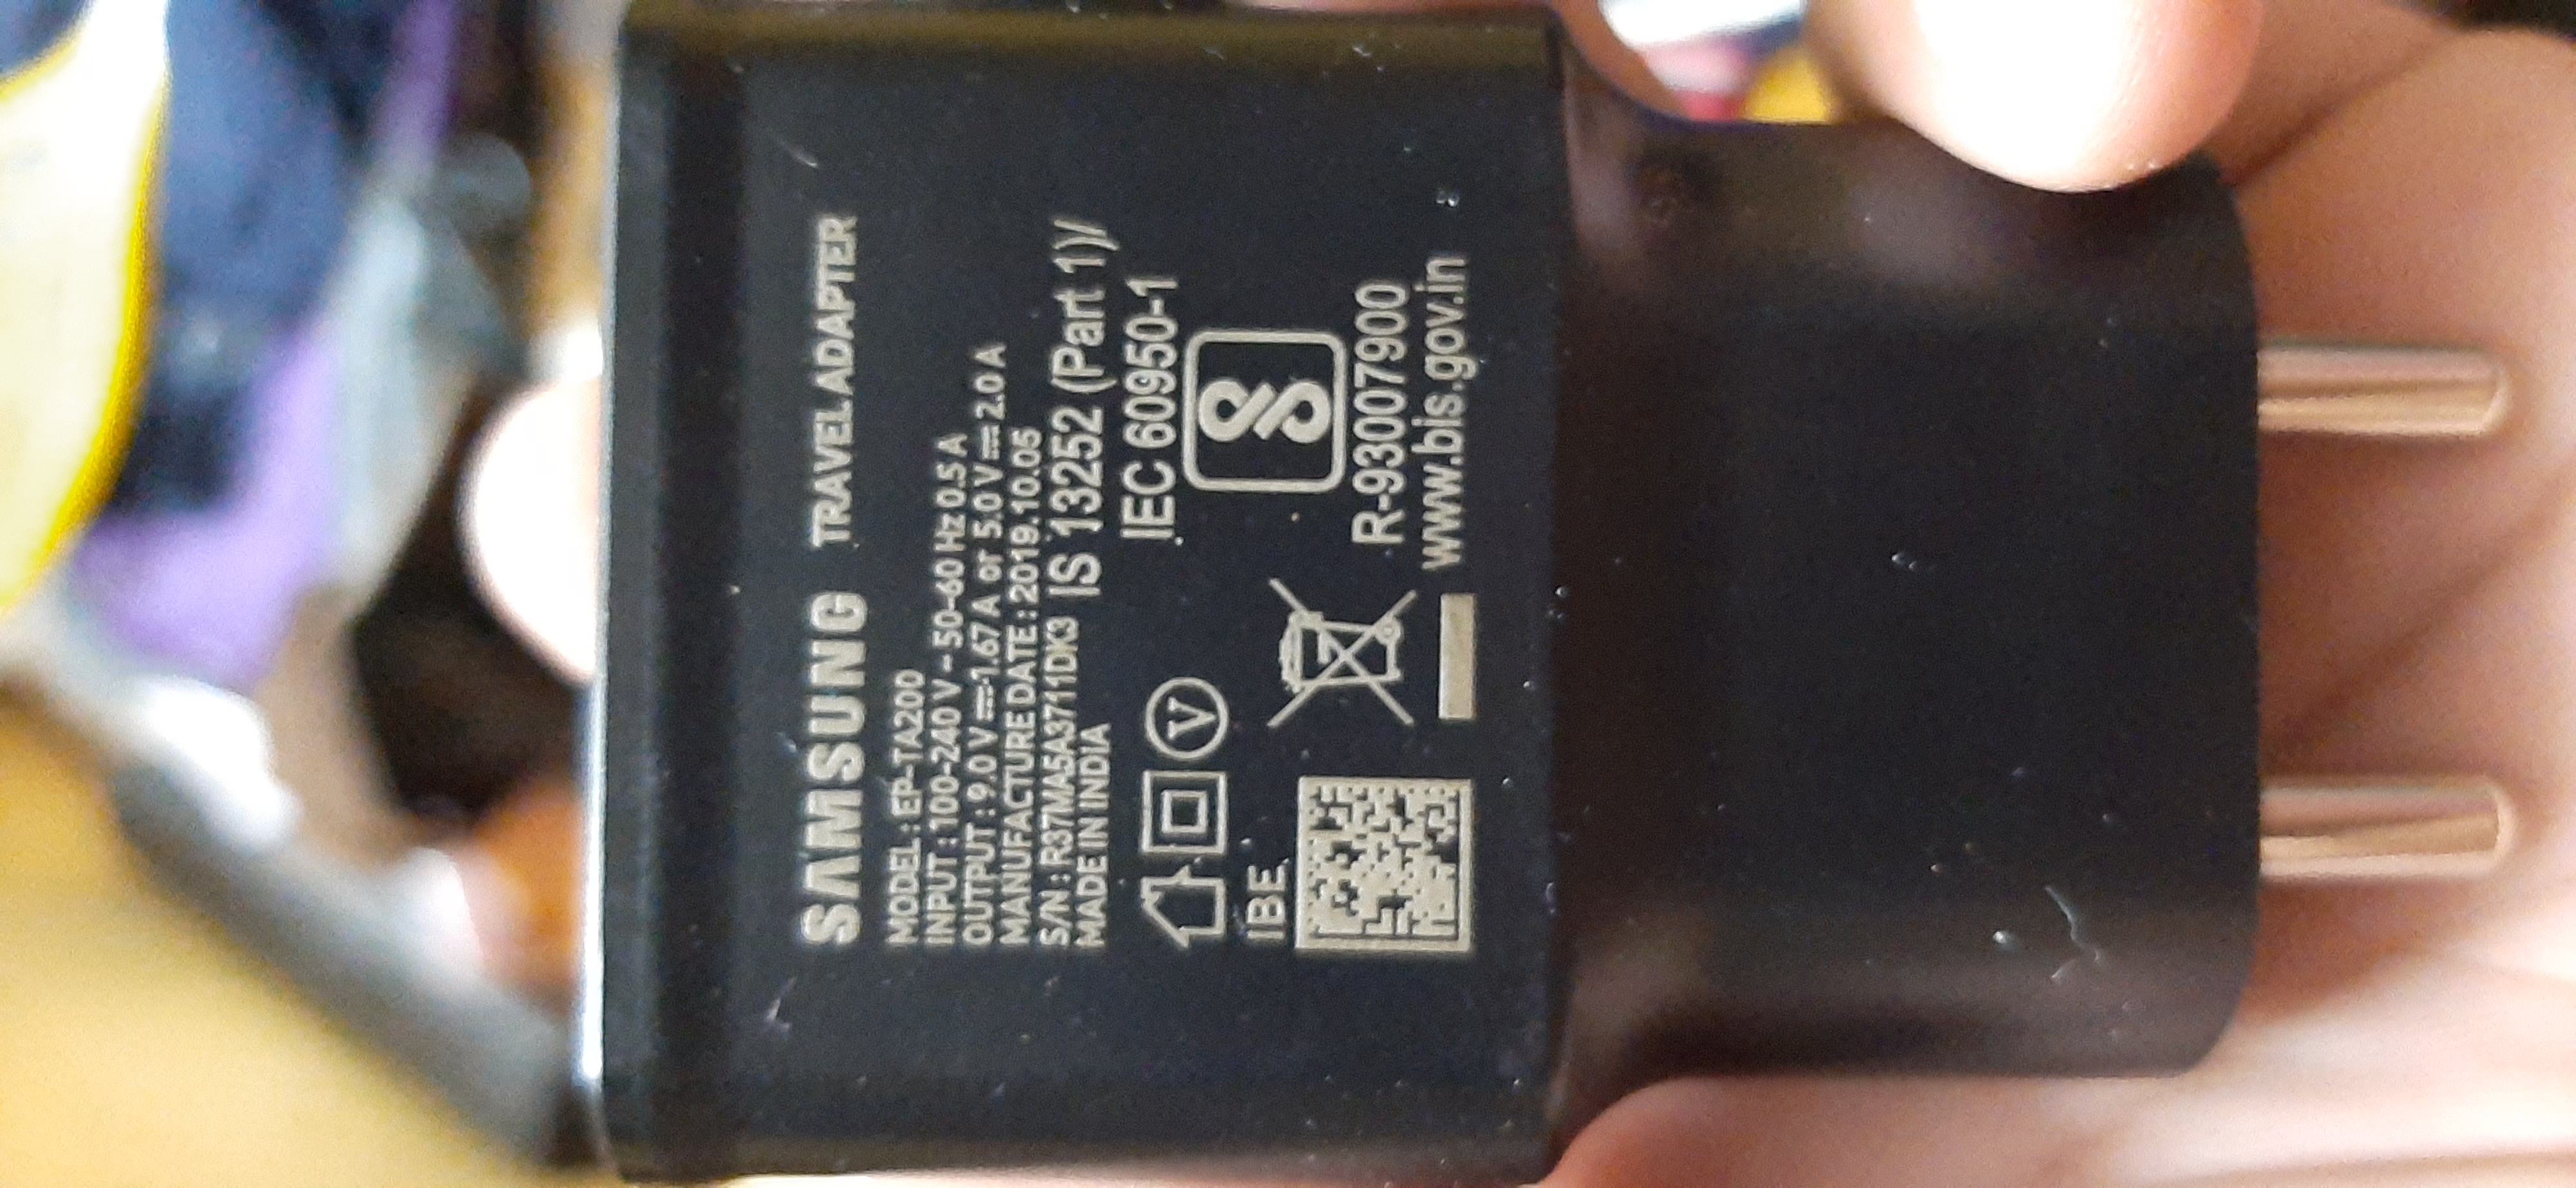 SAMSUNG TRAVEL ADAPTER
MODEL : EP-TA200
INPUT : 100-240 V ~ 50-60 Hz 0.5 A
OUTPUT : 9.0 V ⎓ 1.67 A or 5.0 V ⎓ 2.0 A
MANUFACTURE DATE : 2019.10.05
S/N : R37MA5A3711DK3
MADE IN INDIA
IS 13252 (Part 1)/
IEC 60950-1
V
IBE
R-93007900
www.bis.gov.in